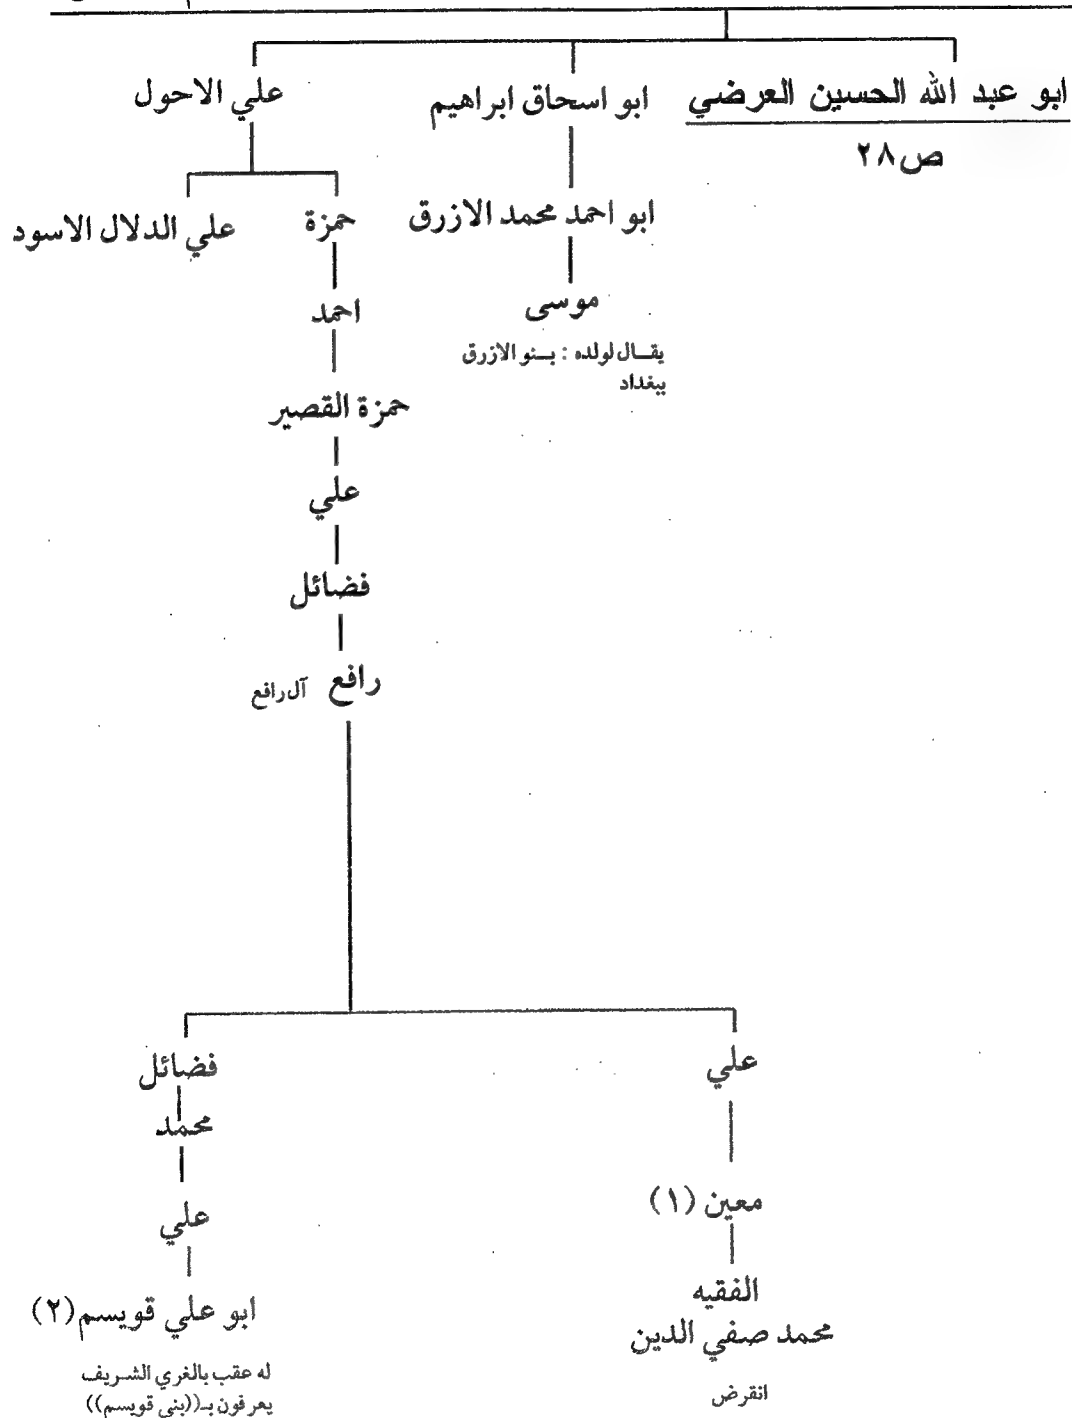 ابو عبد الله الحسين العرضي
ص٢٨
ابو اسحاق ابراهيم
علي الاحول
ابو احمد محمد الازرق
حمزة
علي الدلال الاسود
موسى
يقال لولده : بنو الازرق
ببغداد
احمد
حمزة القصير
علي
فضائل
رافع آل رافع
علي
فضائل
محمد
معين (١)
علي
الفقيه
محمد صفي الدين
ابو علي قويسم (٢)
انقرض
له عقب بالغري الشريف
يعرفون بـ((بني قويسم))